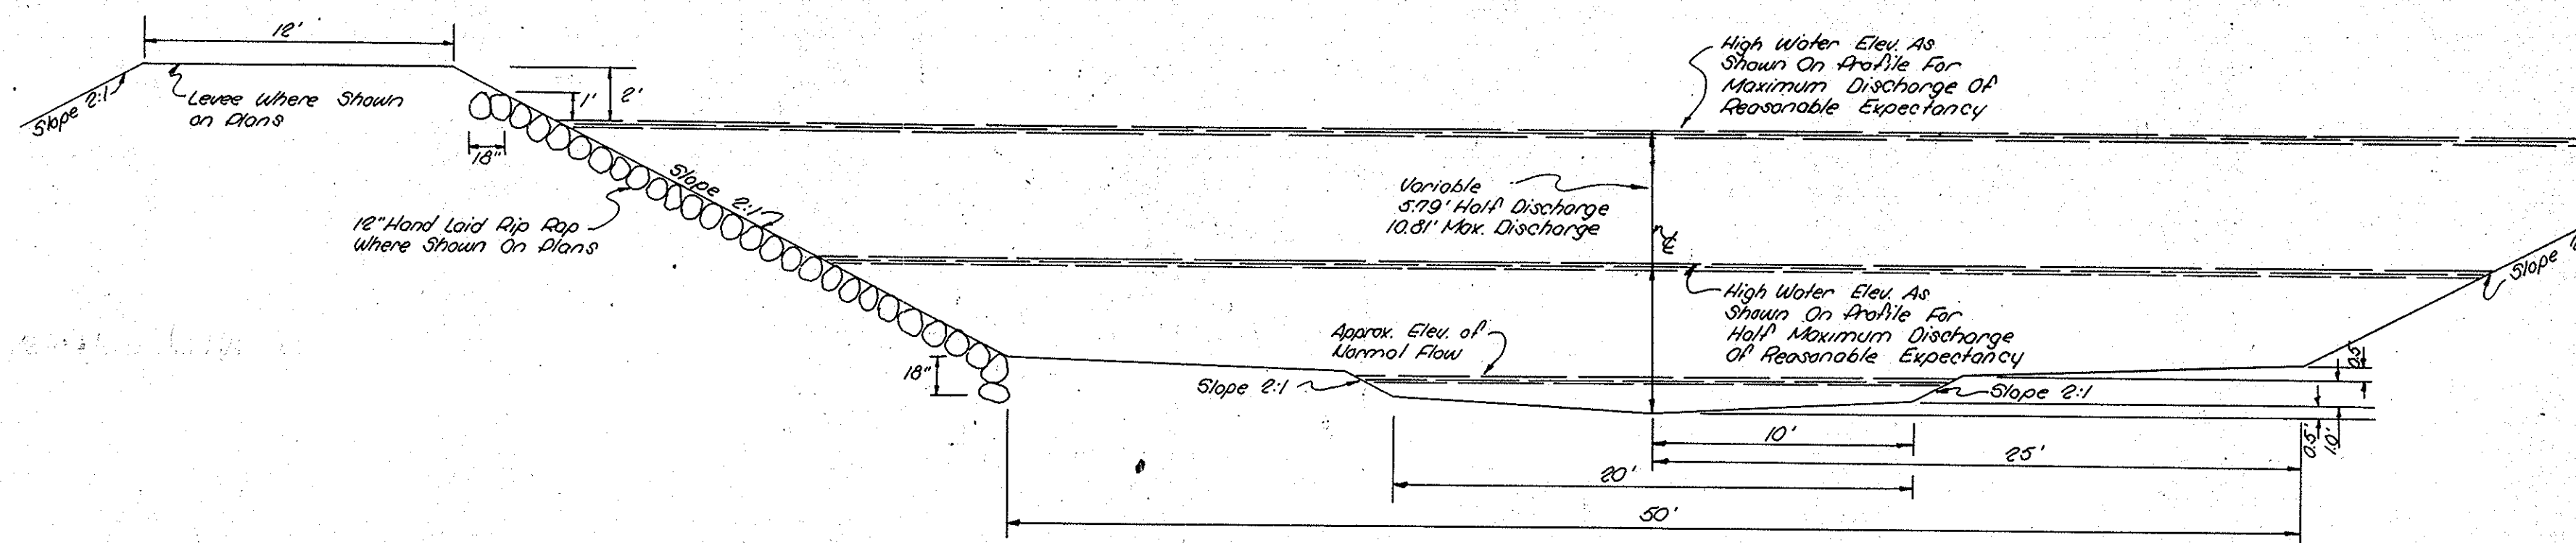 12'
Slope 2:1
Levee Where Shown
on Plans
1'
2'
18"
Slope 2:1
12" Hand Laid Rip Rap
Where Shown On Plans
18"
High Water Elev. As
Shown On Profile For
Maximum Discharge Of
Reasonable Expectancy
Variable
5.79' Half Discharge
10.81' Max. Discharge
High Water Elev. As
Shown On Profile For
Half Maximum Discharge
Of Reasonable Expectancy
Approx. Elev. of
Normal Flow
Slope 2:1
Slope 2:1
Slope
0.5'
0.5'
1.0'
10'
25'
20'
50'